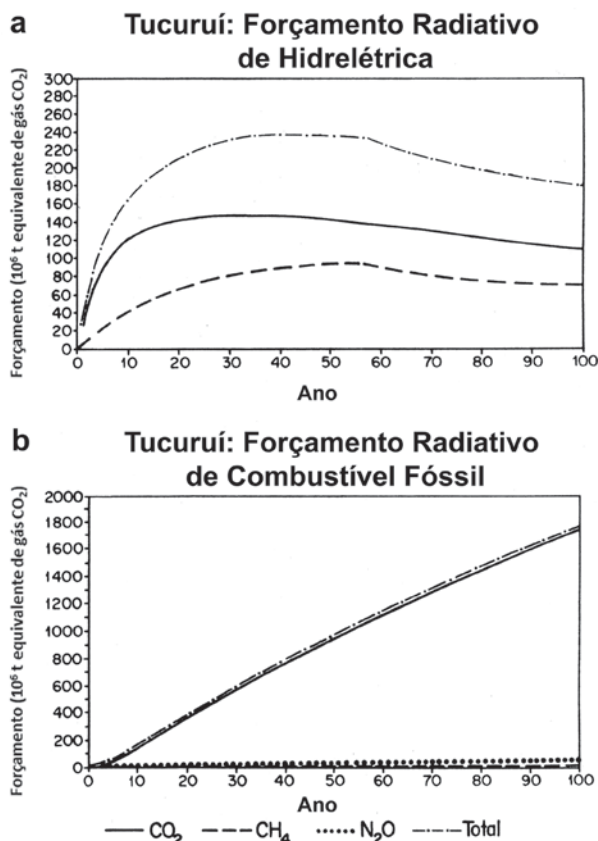 a
Tucuruí: Forçamento Radiativo
de Hidrelétrica
Forçamento (10⁶ t equivalente de gás CO₂)
300
280
260
240
220
200
180
160
140
120
100
80
60
40
20
0
0 10 20 30 40 50 60 70 80 90 100
Ano
b
Tucuruí: Forçamento Radiativo
de Combustível Fóssil
Forçamento (10⁶ t equivalente de gás CO₂)
2000
1800
1600
1400
1200
1000
800
600
400
200
0
0 10 20 30 40 50 60 70 80 90 100
Ano
CO₂ CH₄ N₂O Total